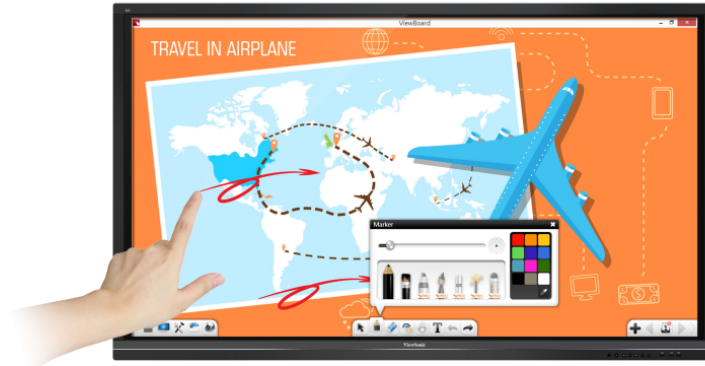 ViewBoard
TRAVEL IN AIRPLANE
Marker
T
ViewSonic